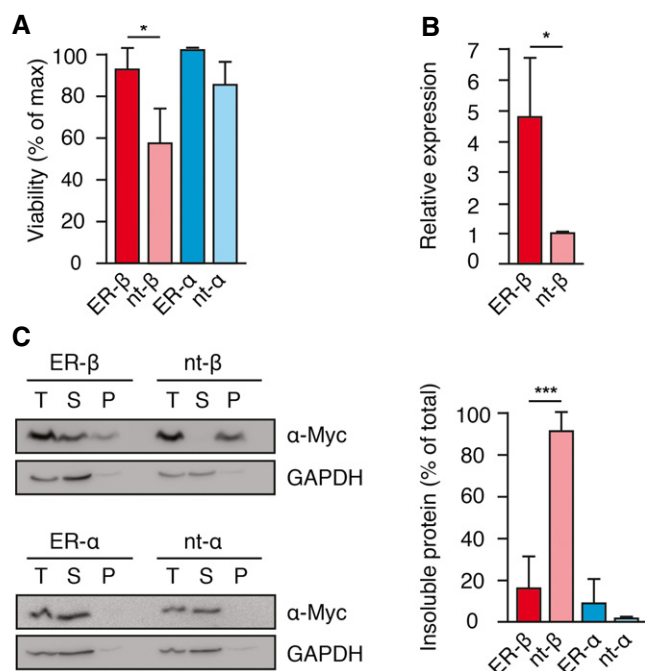 A
*
Viability (% of max)
100
80
60
40
20
0
ER-β
nt-β
ER-α
nt-α
B
*
Relative expression
7
6
5
4
3
2
1
0
ER-β
nt-β
C
ER-β nt-β
T S P T S P
α-Myc
GAPDH
ER-α nt-α
T S P T S P
α-Myc
GAPDH
***
Insoluble protein (% of total)
100
80
60
40
20
0
ER-β
nt-β
ER-α
nt-α